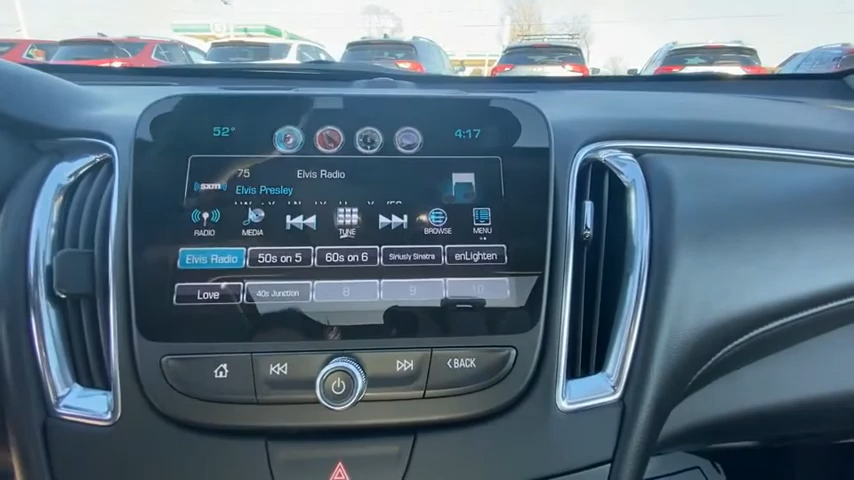 52° 4:17
75 Elvis Radio
sxm Elvis Presley
RADIO MEDIA TUNE BROWSE MENU
Elvis Radio 50s on 5 60s on 6 Siriusly Sinatra enLighten
Love 40s Junction 8 9 10
BACK